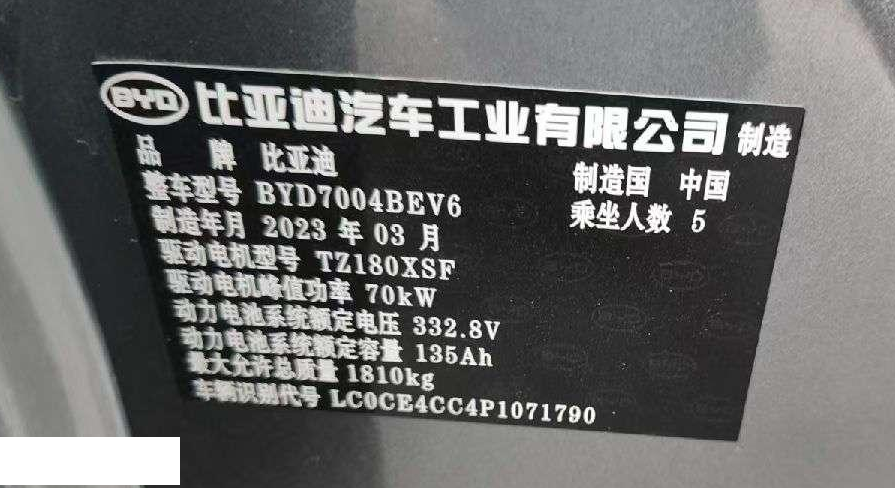 BYD 比亚迪汽车工业有限公司 制造
品 牌 比亚迪
制造国 中国
整车型号 BYD7004BEV6
乘坐人数 5
制造年月 2023 年 03 月
驱动电机型号 TZ180XSF
驱动电机峰值功率 70kW
动力电池系统额定电压 332.8V
动力电池系统额定容量 135Ah
最大允许总质量 1810kg
车辆识别代号 LC0CE4CC4P1071790